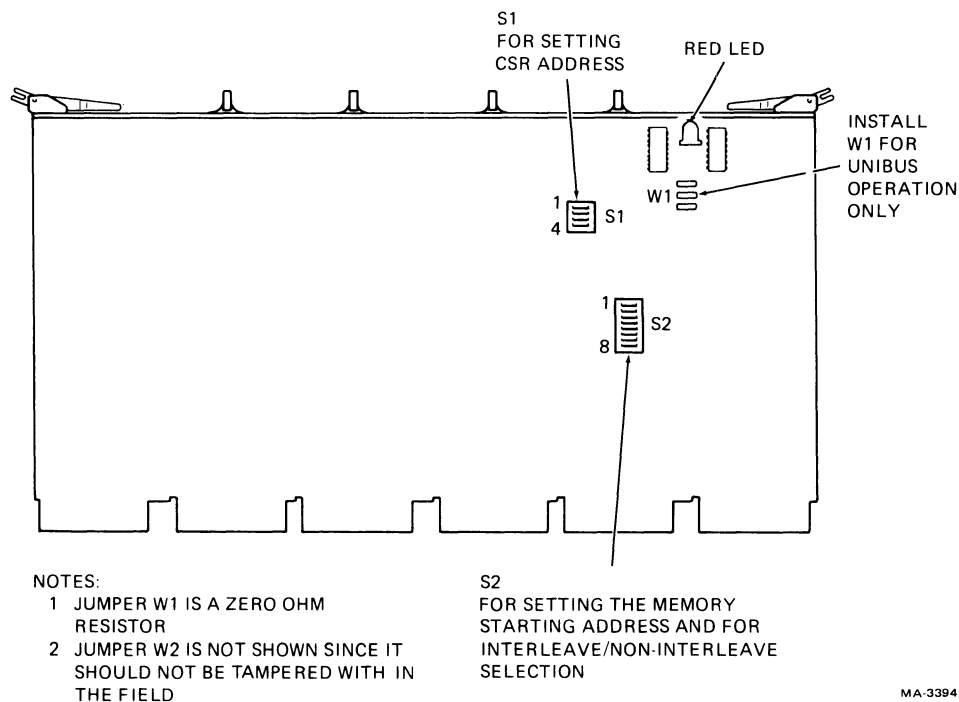 S1
FOR SETTING
CSR ADDRESS
RED LED
INSTALL
W1 FOR
UNIBUS
OPERATION
ONLY
W1
1
4
S1
1
8
S2
NOTES:
1 JUMPER W1 IS A ZERO OHM
RESISTOR
2 JUMPER W2 IS NOT SHOWN SINCE IT
SHOULD NOT BE TAMPERED WITH IN
THE FIELD
S2
FOR SETTING THE MEMORY
STARTING ADDRESS AND FOR
INTERLEAVE/NON-INTERLEAVE
SELECTION
MA-3394